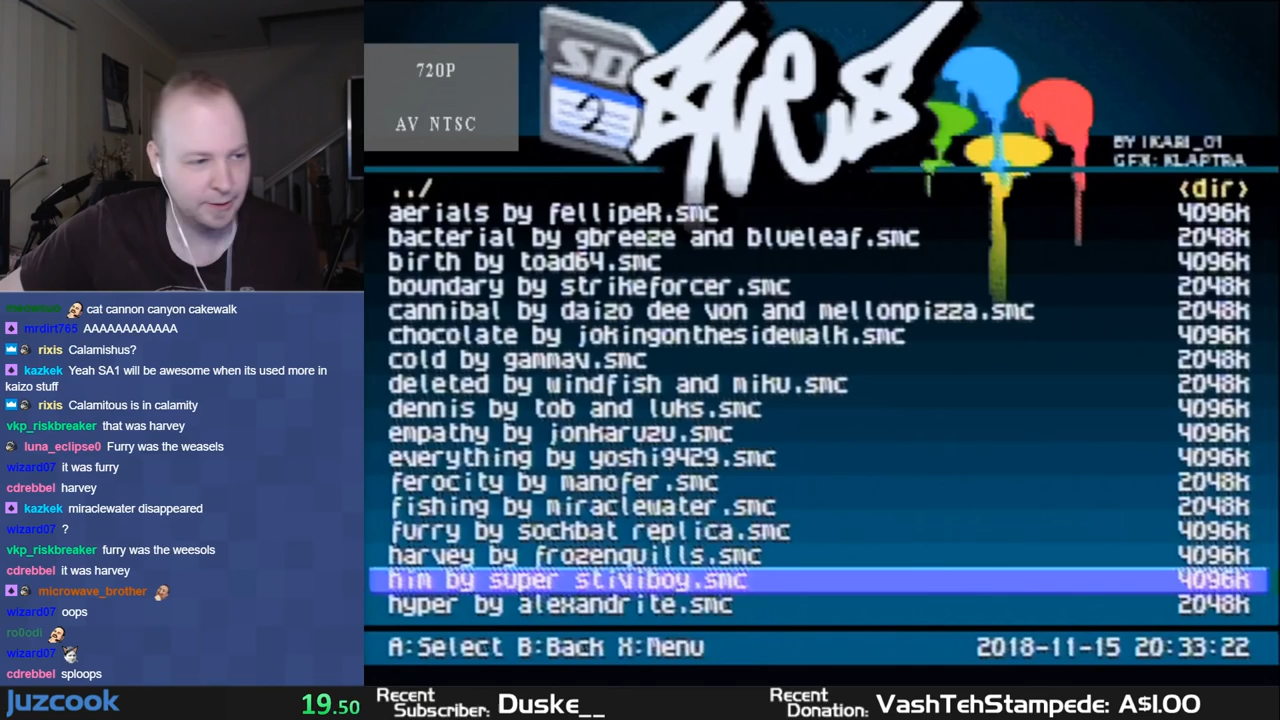 720P
AV NTSC
SD
2
SNES
BY IKARI_01
GFX: KLAPTRA
../ <dir>
aerials by fellipeR.smc 4096k
bacterial by gbreeze and blueleaf.smc 2048k
birth by toad64.smc 4096k
boundary by strikeforcer.smc 2048k
cannibal by daizo dee von and mellonpizza.smc 2048k
chocolate by jokingonthesidewalk.smc 4096k
cold by gammav.smc 2048k
deleted by windfish and miku.smc 2048k
dennis by tob and luks.smc 2048k
empathy by jonkaruzu.smc 4096k
everything by yoshi9429.smc 4096k
ferocity by manofer.smc 4096k
fishing by miraclewater.smc 2048k
furry by sockbat replica.smc 4096k
harvey by frozenquills.smc 4096k
him by super stiviboy.smc 4096k
hyper by alexandrite.smc 2048k
A:Select B:Back X:Menu 2018-11-15 20:33:22
cat cannon canyon cakewalk
mrdirt765 AAAAAAAAAAAA
rixis Calamishus?
kazkek Yeah SA1 will be awesome when its used more in
kaizo stuff
rixis Calamitous is in calamity
vkp_riskbreaker that was harvey
luna_eclipse0 Furry was the weasels
wizard07 it was furry
cdrebbel harvey
kazkek miraclewater disappeared
wizard07 ?
vkp_riskbreaker furry was the weesols
cdrebbel it was harvey
microwave_brother
wizard07 oops
ro0odi
wizard07
cdrebbel sploops
Juzcook 19.50
Recent Subscriber: Duske__
Recent Donation: VashTehStampede: A$1.00